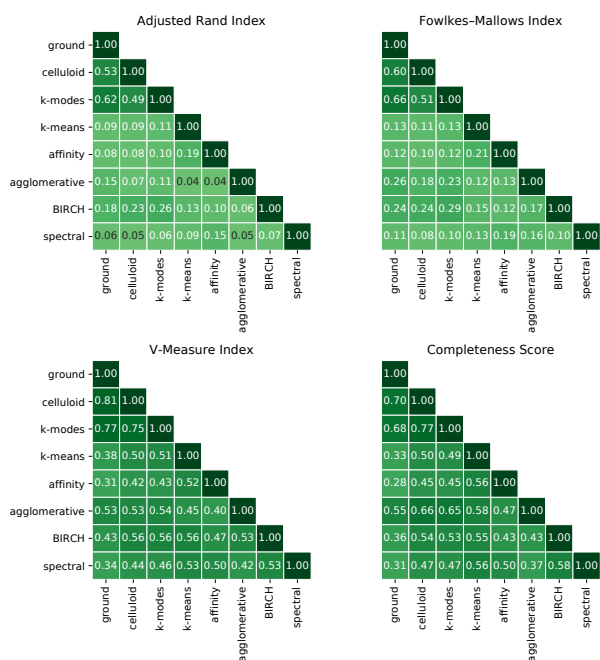 Adjusted Rand Index
ground 1.00
celluloid 0.53 1.00
k-modes 0.62 0.49 1.00
k-means 0.09 0.09 0.11 1.00
affinity 0.08 0.08 0.10 0.19 1.00
agglomerative 0.15 0.07 0.11 0.04 0.04 1.00
BIRCH 0.18 0.23 0.26 0.13 0.10 0.06 1.00
spectral 0.06 0.05 0.06 0.09 0.15 0.05 0.07 1.00
ground celluloid k-modes k-means affinity agglomerative BIRCH spectral
Fowlkes–Mallows Index
1.00
0.60 1.00
0.66 0.51 1.00
0.13 0.11 0.13 1.00
0.12 0.10 0.12 0.21 1.00
0.26 0.18 0.23 0.12 0.13 1.00
0.24 0.24 0.29 0.15 0.12 0.17 1.00
0.11 0.08 0.10 0.13 0.19 0.16 0.10 1.00
ground celluloid k-modes k-means affinity agglomerative BIRCH spectral
V-Measure Index
ground 1.00
celluloid 0.81 1.00
k-modes 0.77 0.75 1.00
k-means 0.38 0.50 0.51 1.00
affinity 0.31 0.42 0.43 0.52 1.00
agglomerative 0.53 0.53 0.54 0.45 0.40 1.00
BIRCH 0.43 0.56 0.56 0.56 0.47 0.53 1.00
spectral 0.34 0.44 0.46 0.53 0.50 0.42 0.53 1.00
ground celluloid k-modes k-means affinity agglomerative BIRCH spectral
Completeness Score
1.00
0.70 1.00
0.68 0.77 1.00
0.33 0.50 0.49 1.00
0.28 0.45 0.45 0.56 1.00
0.55 0.66 0.65 0.58 0.47 1.00
0.36 0.54 0.53 0.55 0.43 0.43 1.00
0.31 0.47 0.47 0.56 0.50 0.37 0.58 1.00
ground celluloid k-modes k-means affinity agglomerative BIRCH spectral